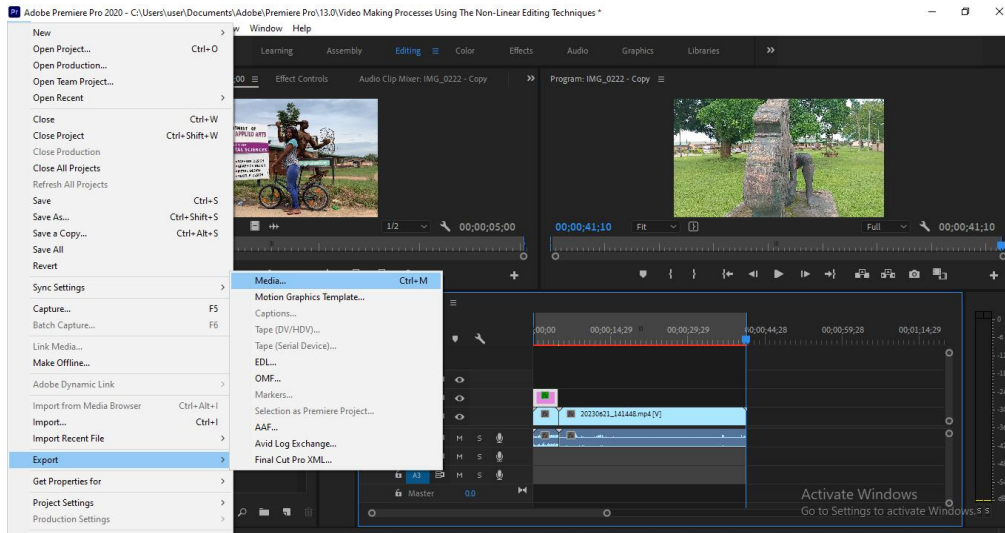 Adobe Premiere Pro 2020 - C:\Users\user\Documents\Adobe\Premiere Pro\13.0\Video Making Processes Using The Non-Linear Editing Techniques *
w Window Help
New
Open Project... Ctrl+O
Open Production...
Open Team Project...
Open Recent
Close Ctrl+W
Close Project Ctrl+Shift+W
Close Production
Close All Projects
Refresh All Projects
Save Ctrl+S
Save As... Ctrl+Shift+S
Save a Copy... Ctrl+Alt+S
Save All
Revert
Sync Settings
Capture... F5
Batch Capture... F6
Link Media...
Make Offline...
Adobe Dynamic Link
Import from Media Browser Ctrl+Alt+I
Import... Ctrl+I
Import Recent File
Export
Get Properties for
Project Settings
Production Settings
Media... Ctrl+M
Motion Graphics Template...
Captions...
Tape (DV/HDV)...
Tape (Serial Device)...
EDL...
OMF...
Markers...
Selection as Premiere Project...
AAF...
Avid Log Exchange...
Final Cut Pro XML...
Learning Assembly Editing Color Effects Audio Graphics Libraries
:00 Effect Controls Audio Clip Mixer: IMG_0222 - Copy
Program: IMG_0222 - Copy
APPLIED ARTS
1/2 00;00;05;00
00;00;41;10 Fit Full 00;00;41;10
;00;00 00;00;14;29 00;00;29;29 00;00;44;28 00;00;59;28 00;01;14;29
20230621_141448.mp4 [V]
M S
M S
A3 M S
Master 0.0
0
dB
S S
Activate Windows
Go to Settings to activate Windows.